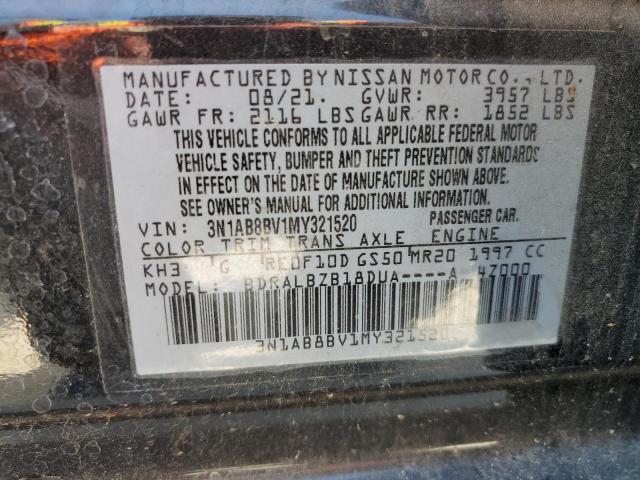 MANUFACTURED BY NISSAN MOTOR CO., LTD.
DATE: 08/21. GVWR: 3957 LBS
GAWR FR: 2116 LBS GAWR RR: 1852 LBS
THIS VEHICLE CONFORMS TO ALL APPLICABLE FEDERAL MOTOR
VEHICLE SAFETY, BUMPER AND THEFT PREVENTION STANDARDS
IN EFFECT ON THE DATE OF MANUFACTURE SHOWN ABOVE.
SEE OWNER'S MANUAL FOR ADDITIONAL INFORMATION.
VIN: 3N1AB8BV1MY321520 PASSENGER CAR.
COLOR TRIM TRANS AXLE ENGINE
KH3 G RE0F10D GS50 MR20 1997 CC
MODEL: BDRALBZB18DUA----A 47000
3N1AB8BV1MY321520